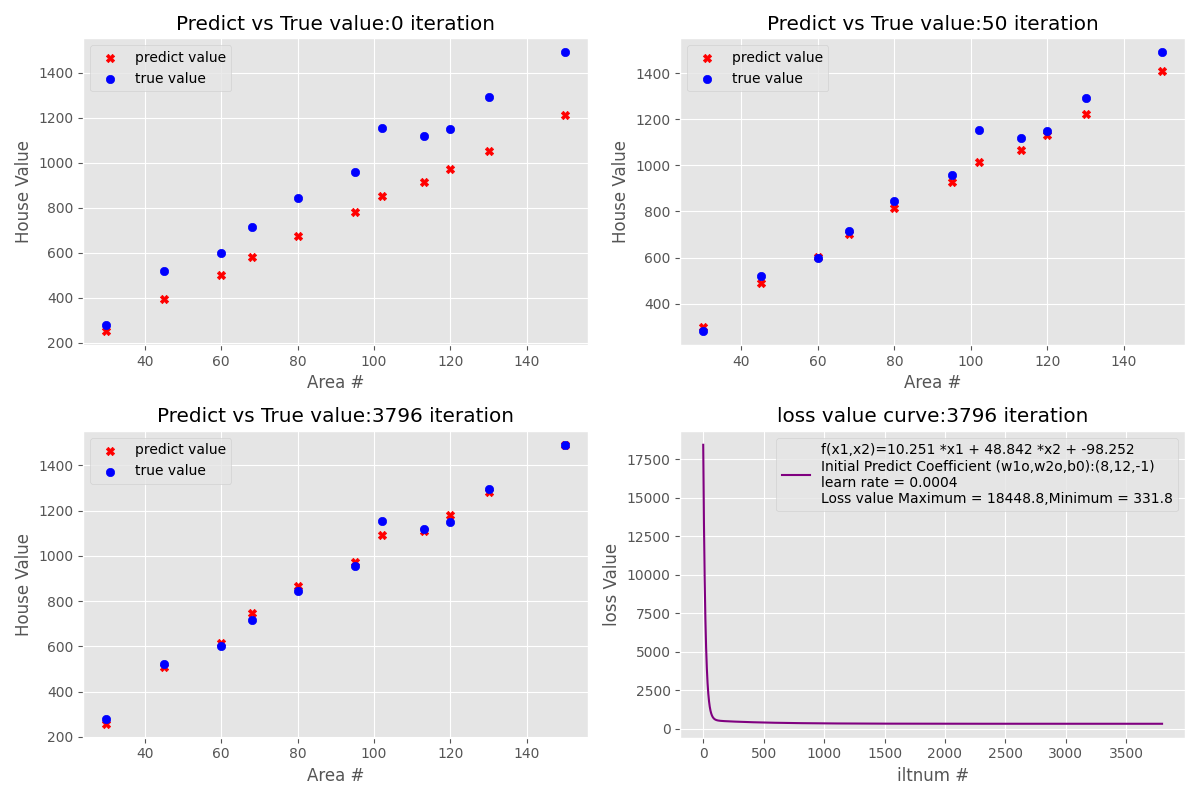 Predict vs True value:0 iteration
predict value
true value
1400
1200
1000
800
600
400
200
House Value
40 60 80 100 120 140
Area #
Predict vs True value:50 iteration
predict value
true value
1400
1200
1000
800
600
400
House Value
40 60 80 100 120 140
Area #
Predict vs True value:3796 iteration
predict value
true value
1400
1200
1000
800
600
400
200
House Value
40 60 80 100 120 140
Area #
loss value curve:3796 iteration
f(x1,x2)=10.251 *x1 + 48.842 *x2 + -98.252
Initial Predict Coefficient (w1o,w2o,b0):(8,12,-1)
learn rate = 0.0004
Loss value Maximum = 18448.8,Minimum = 331.8
17500
15000
12500
10000
7500
5000
2500
0
loss Value
0 500 1000 1500 2000 2500 3000 3500
iltnum #